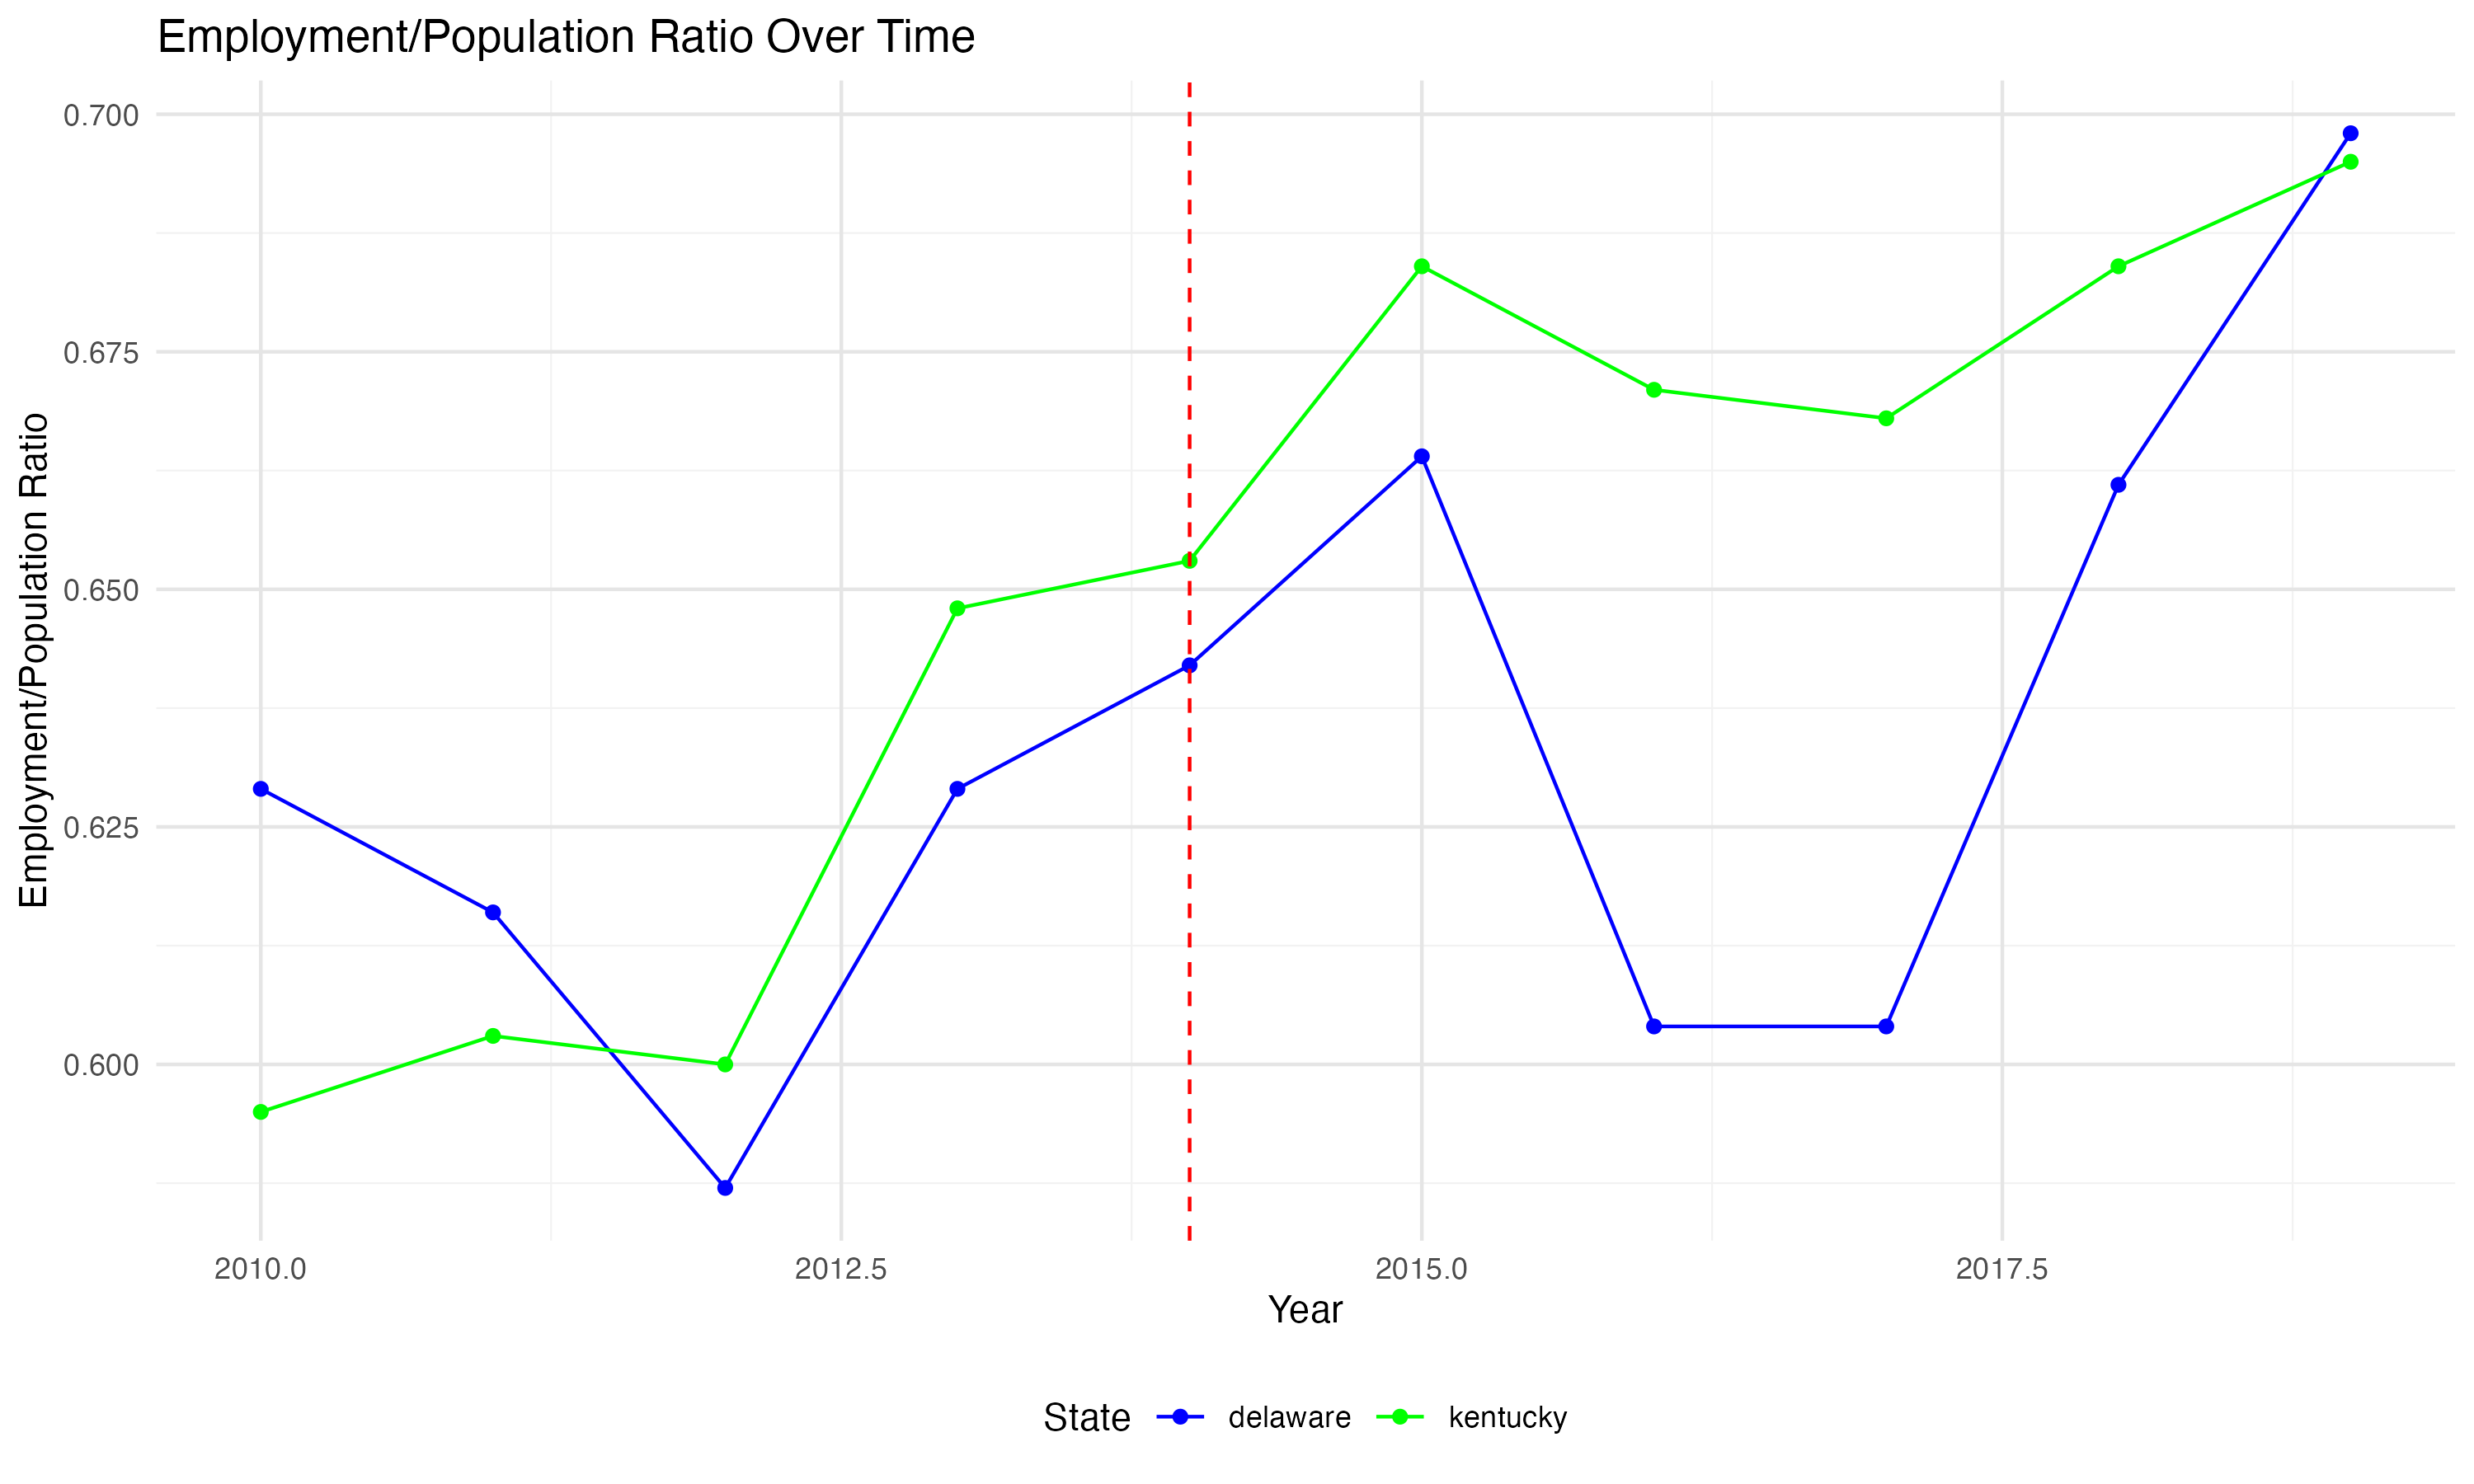 Employment/Population Ratio Over Time
Employment/Population Ratio
0.700
0.675
0.650
0.625
0.600
2010.0 2012.5 2015.0 2017.5
Year
State delaware kentucky